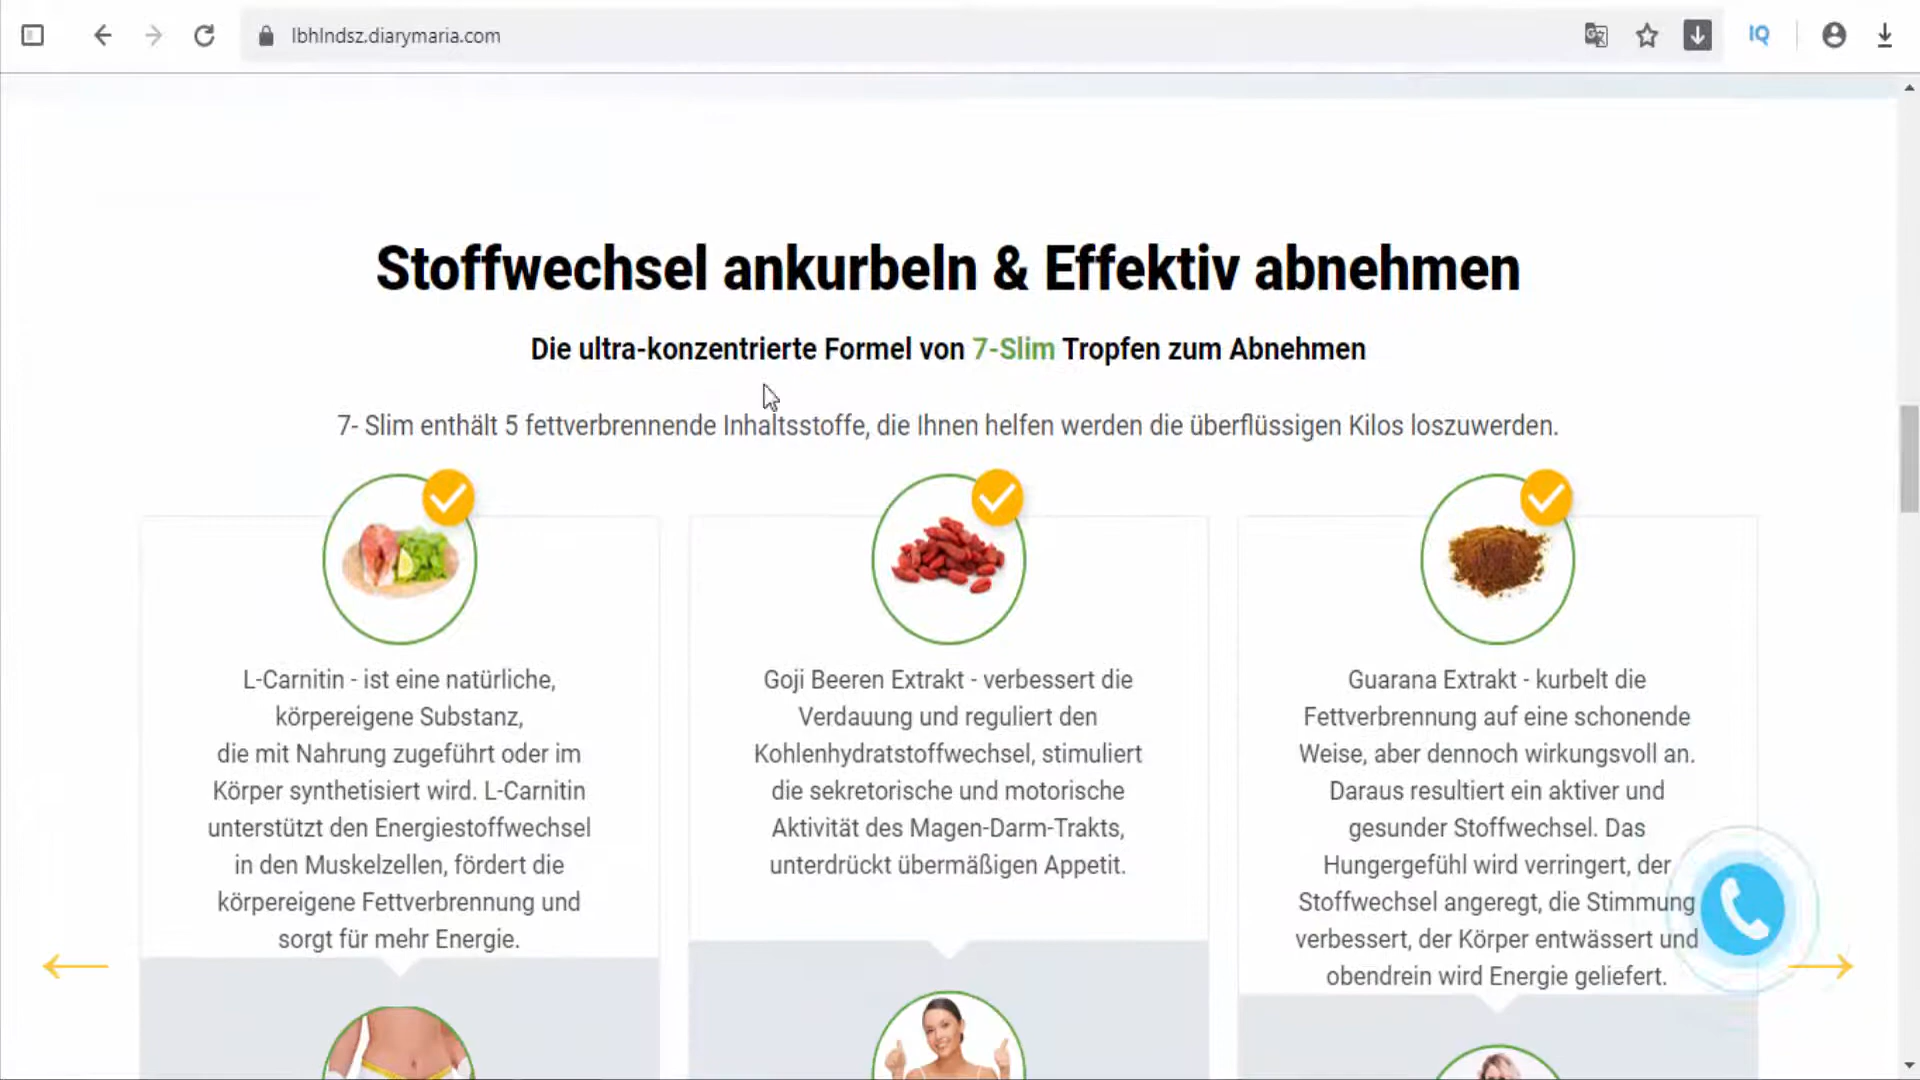 lbhlndsz.diarymaria.com
IQ
Stoffwechsel ankurbeln & Effektiv abnehmen
Die ultra-konzentrierte Formel von 7-Slim Tropfen zum Abnehmen
7- Slim enthält 5 fettverbrennende Inhaltsstoffe, die Ihnen helfen werden die überflüssigen Kilos loszuwerden.
L-Carnitin - ist eine natürliche,
körpereigene Substanz,
die mit Nahrung zugeführt oder im
Körper synthetisiert wird. L-Carnitin
unterstützt den Energiestoffwechsel
in den Muskelzellen, fördert die
körpereigene Fettverbrennung und
sorgt für mehr Energie.
Goji Beeren Extrakt - verbessert die
Verdauung und reguliert den
Kohlenhydratstoffwechsel, stimuliert
die sekretorische und motorische
Aktivität des Magen-Darm-Trakts,
unterdrückt übermäßigen Appetit.
Guarana Extrakt - kurbelt die
Fettverbrennung auf eine schonende
Weise, aber dennoch wirkungsvoll an.
Daraus resultiert ein aktiver und
gesunder Stoffwechsel. Das
Hungergefühl wird verringert, der
Stoffwechsel angeregt, die Stimmung
verbessert, der Körper entwässert und
obendrein wird Energie geliefert.